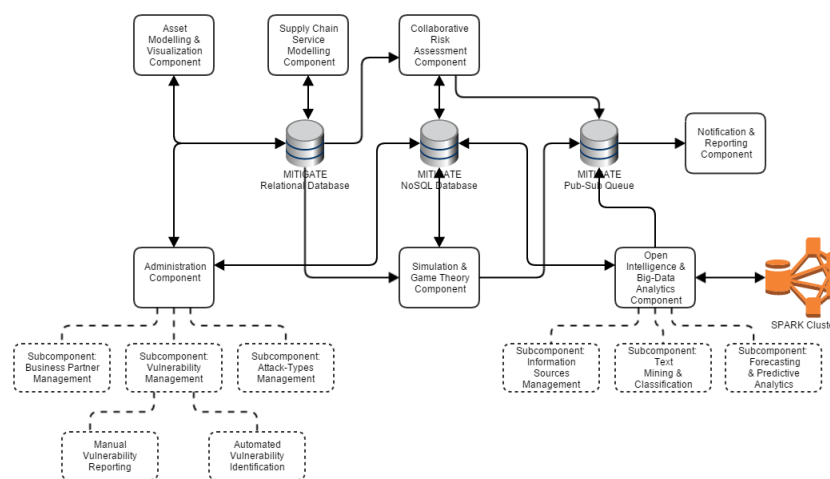 Asset
Modelling &
Visualization
Component
Supply Chain
Service
Modelling
Component
Collaborative
Risk
Assessment
Component
Notification &
Reporting
Component
MITIGATE
Relational Database
MITIGATE
NoSQL Database
MITIGATE
Pub-Sub Queue
Administration
Component
Simulation &
Game Theory
Component
Open
Intelligence &
Big-Data
Analytics
Component
SPARK Cluster
Subcomponent:
Business Partner
Management
Subcomponent:
Vulnerability
Management
Subcomponent:
Attack-Types
Management
Subcomponent:
Information
Sources
Management
Subcomponent:
Text
Mining &
Classification
Subcomponent:
Forecasting
& Predictive
Analytics
Manual
Vulnerability
Reporting
Automated
Vulnerability
Identification